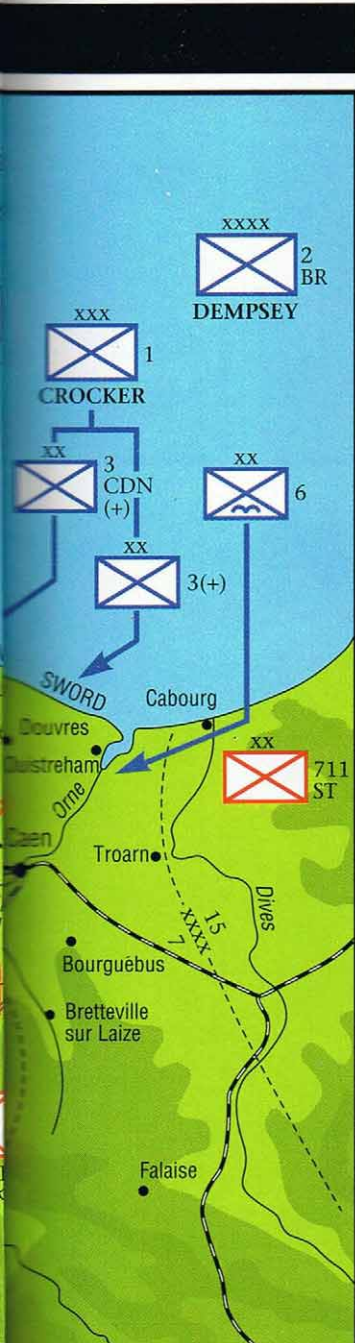 xxxx
2
BR
DEMPSEY
xxx
1
CROCKER
xx
3
CDN
(+)
xx
6
xx
3(+)
SWORD
Cabourg
Douvres
Ouistreham
Orne
xx
711
ST
Caen
Troarn
Dives
15
xxxx
7
Bourguébus
Bretteville
sur Laize
Falaise